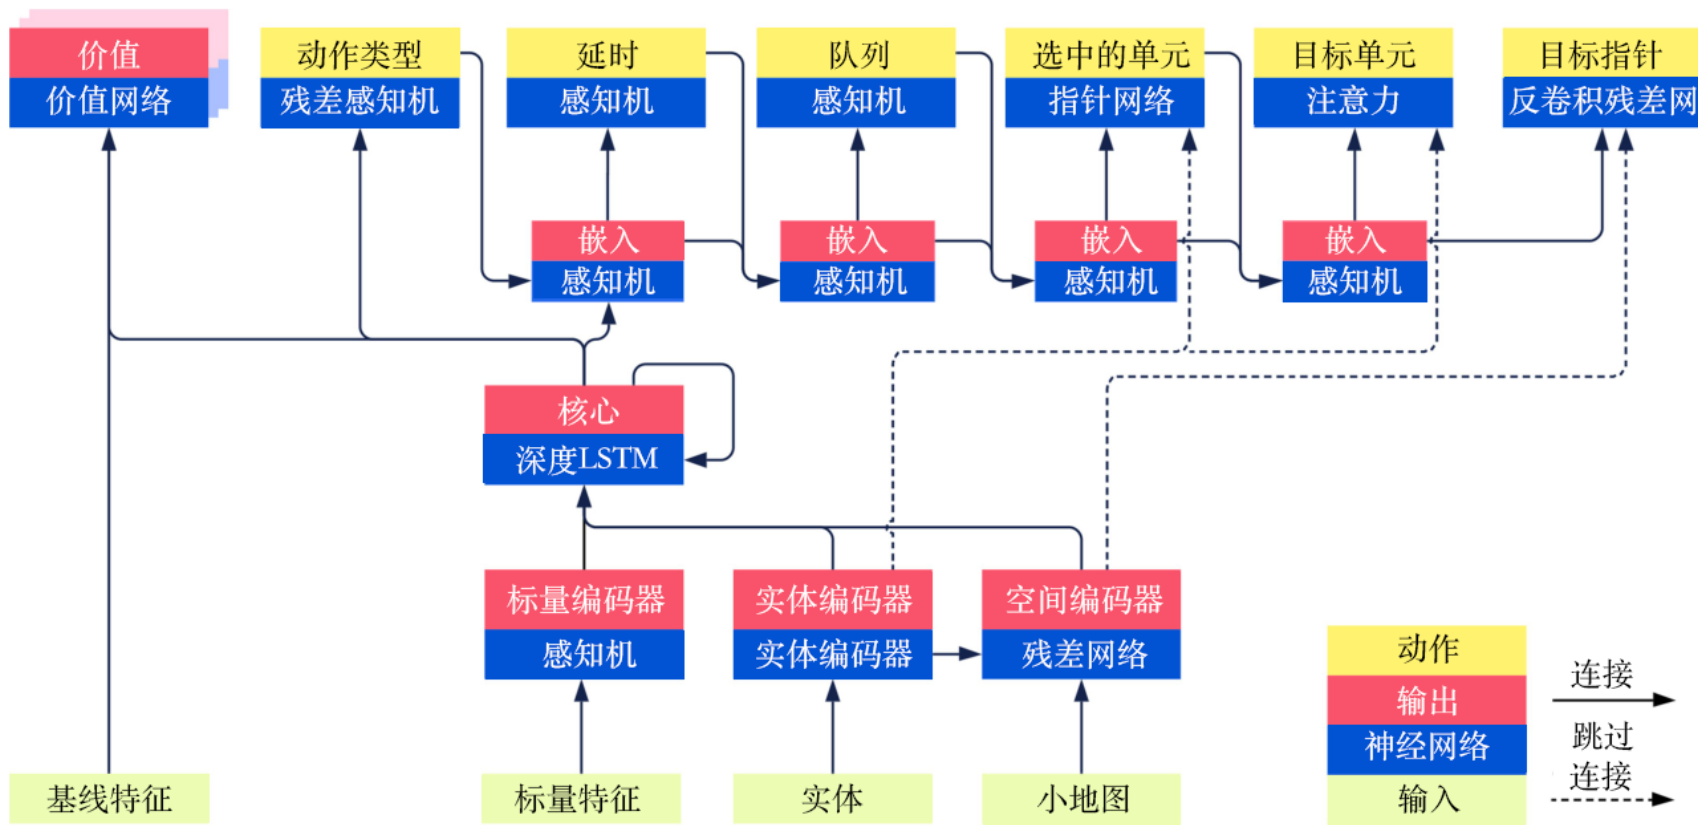 价值
价值网络
动作类型
残差感知机
延时
感知机
队列
感知机
选中的单元
指针网络
目标单元
注意力
目标指针
反卷积残差网
嵌入
感知机
嵌入
感知机
嵌入
感知机
嵌入
感知机
核心
深度LSTM
标量编码器
感知机
实体编码器
实体编码器
空间编码器
残差网络
基线特征
标量特征
实体
小地图
动作
输出
神经网络
输入
连接
跳过
连接